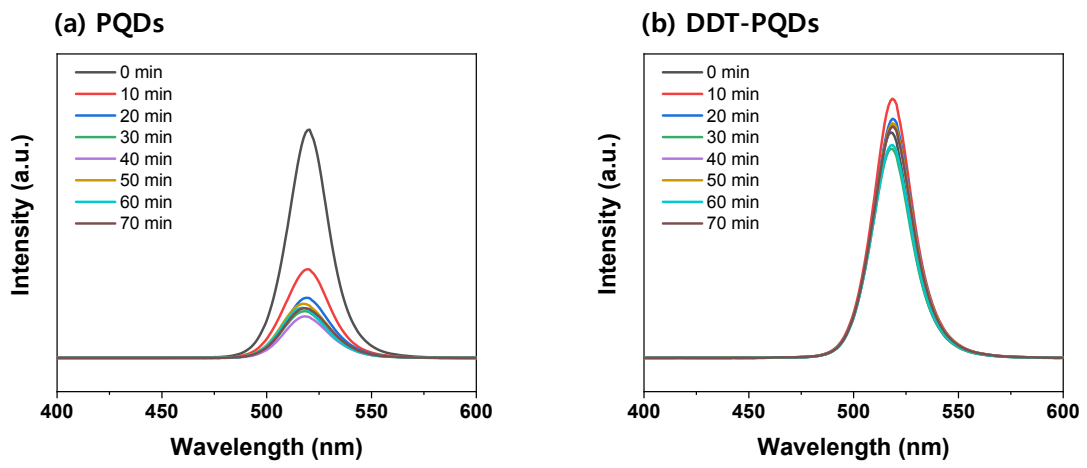 (a) PQDs
0 min
10 min
20 min
30 min
40 min
50 min
60 min
70 min
Intensity (a.u.)
400
450
500
550
600
Wavelength (nm)
(b) DDT-PQDs
0 min
10 min
20 min
30 min
40 min
50 min
60 min
70 min
Intensity (a.u.)
400
450
500
550
600
Wavelength (nm)